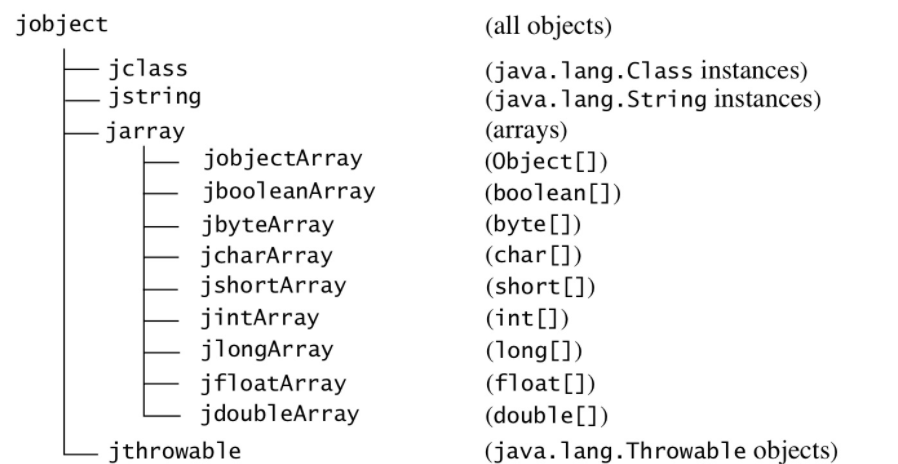 jobject (all objects)
jclass (java.lang.Class instances)
jstring (java.lang.String instances)
jarray (arrays)
jobjectArray (Object[])
jbooleanArray (boolean[])
jbyteArray (byte[])
jcharArray (char[])
jshortArray (short[])
jintArray (int[])
jlongArray (long[])
jfloatArray (float[])
jdoubleArray (double[])
jthrowable (java.lang.Throwable objects)